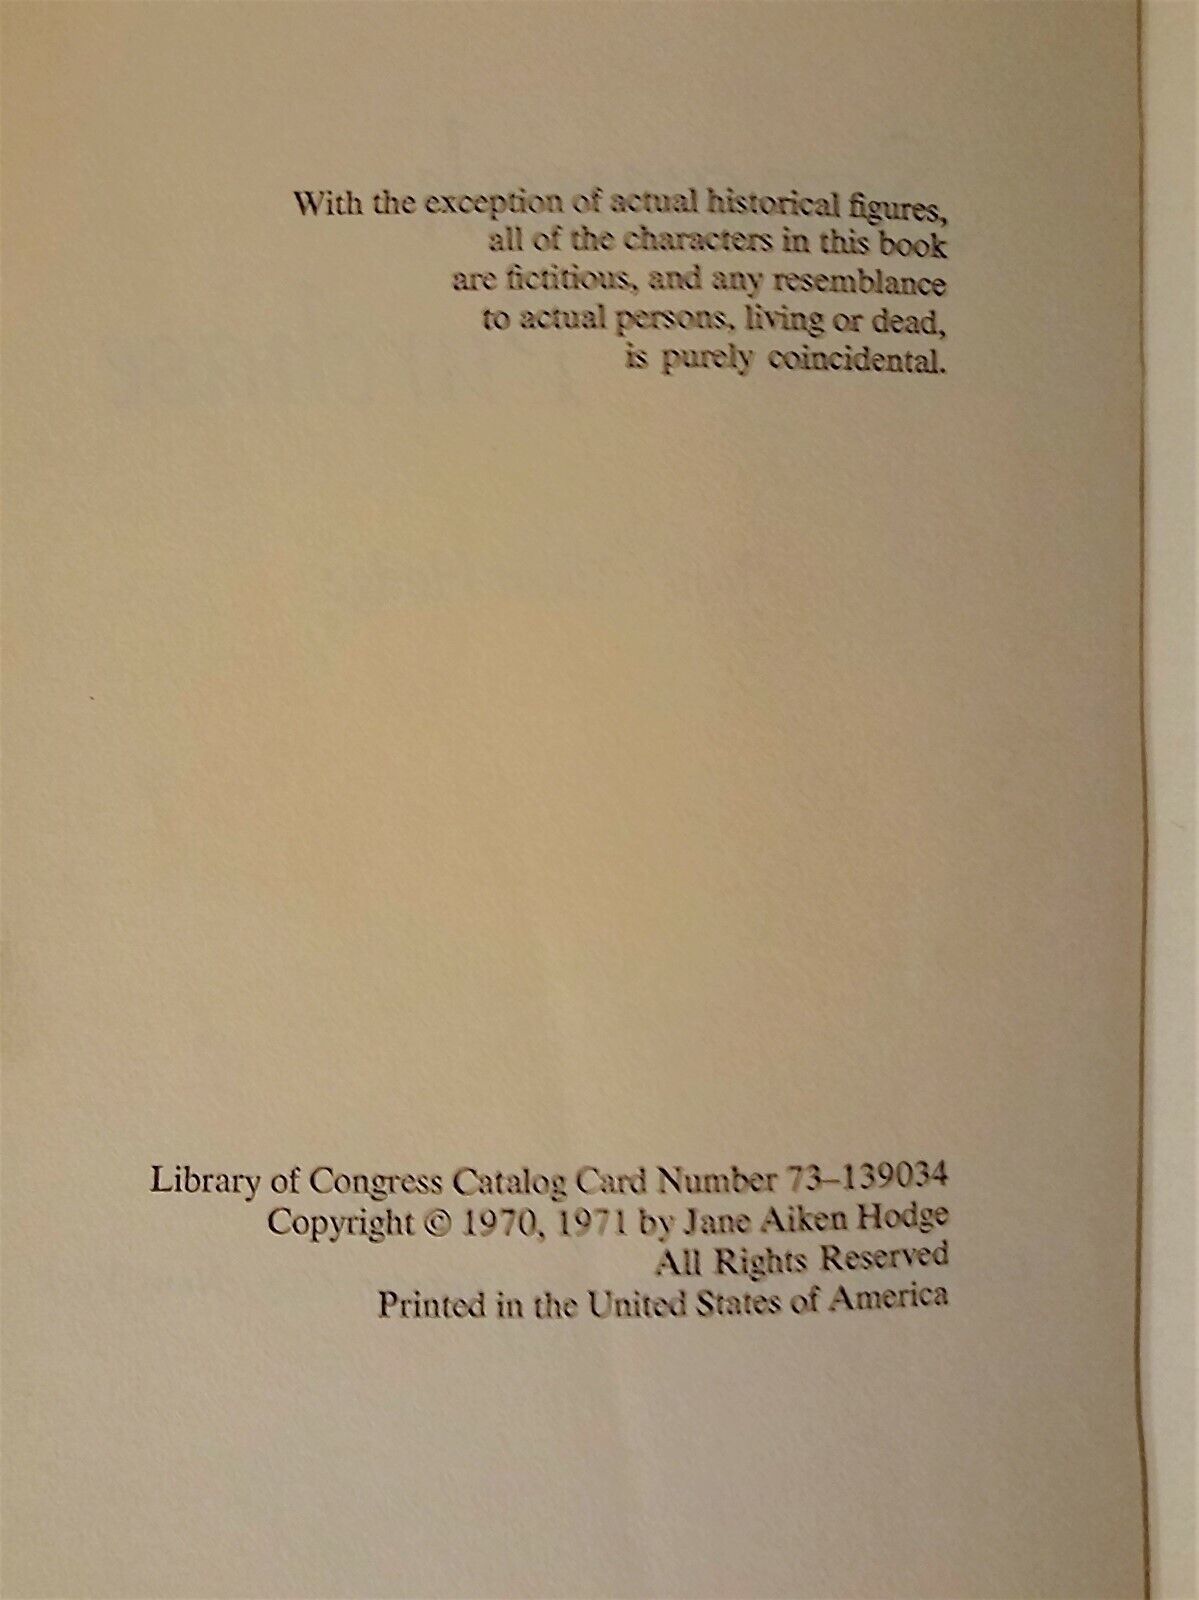 With the exception of actual historical figures,
all of the characters in this book
are fictitious, and any resemblance
to actual persons, living or dead,
is purely coincidental.
Library of Congress Catalog Card Number 73–139034
Copyright © 1970, 1971 by Jane Aiken Hodge
All Rights Reserved
Printed in the United States of America